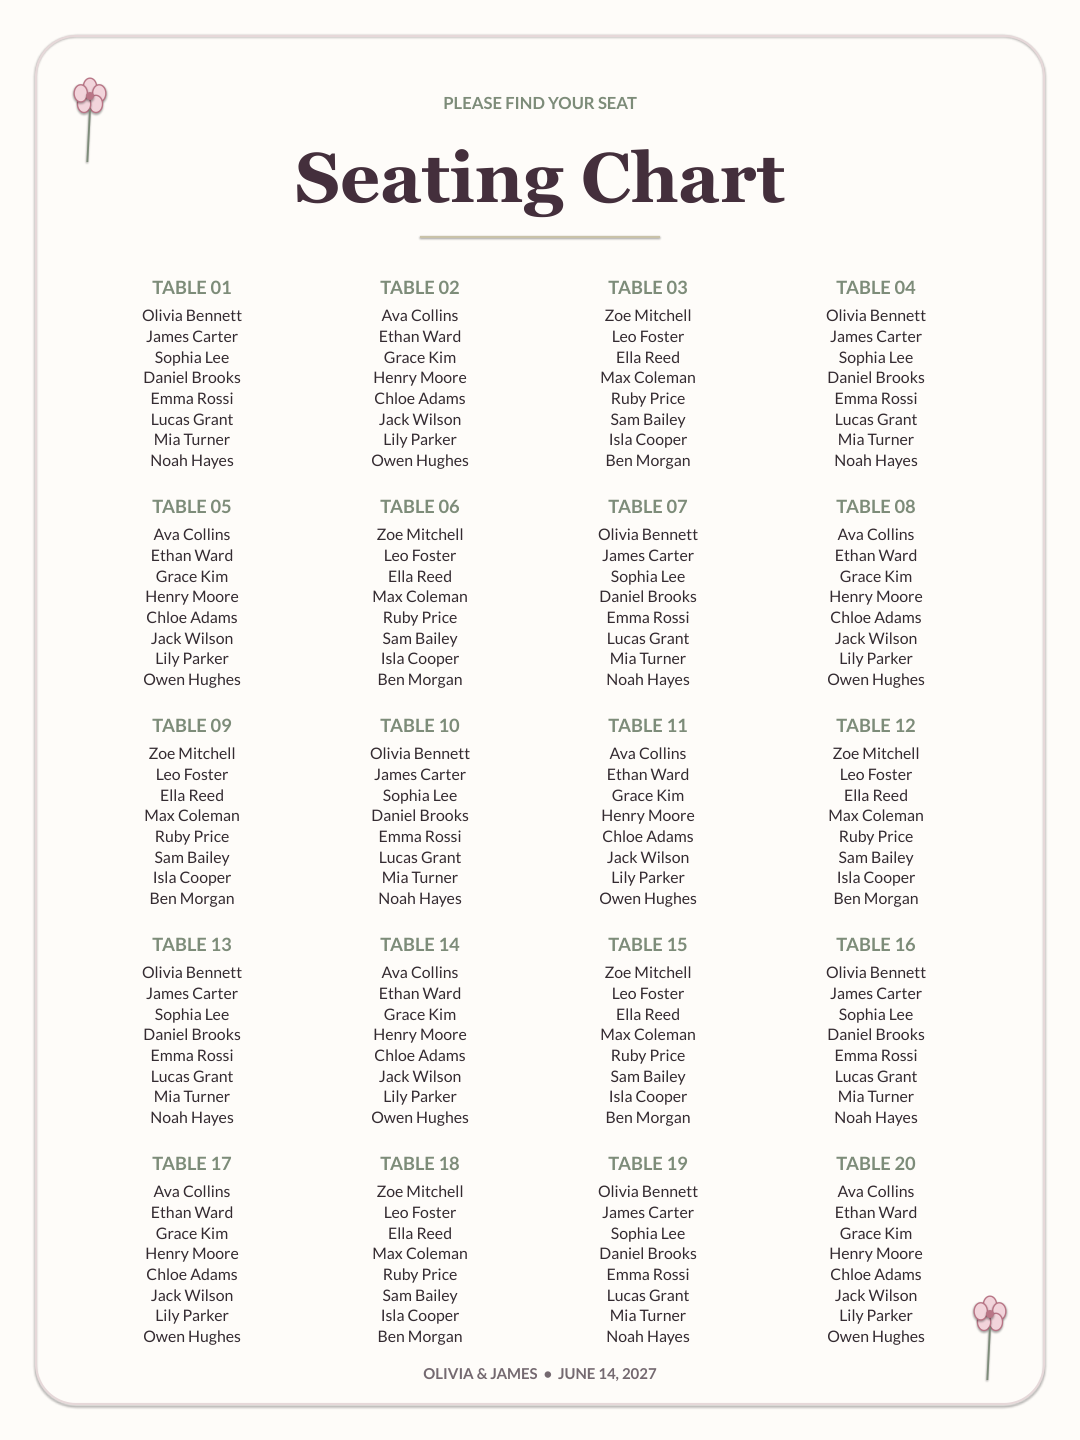 PLEASE FIND YOUR SEAT
Seating Chart
TABLE 01
Olivia Bennett
James Carter
Sophia Lee
Daniel Brooks
Emma Rossi
Lucas Grant
Mia Turner
Noah Hayes
TABLE 02
Ava Collins
Ethan Ward
Grace Kim
Henry Moore
Chloe Adams
Jack Wilson
Lily Parker
Owen Hughes
TABLE 03
Zoe Mitchell
Leo Foster
Ella Reed
Max Coleman
Ruby Price
Sam Bailey
Isla Cooper
Ben Morgan
TABLE 04
Olivia Bennett
James Carter
Sophia Lee
Daniel Brooks
Emma Rossi
Lucas Grant
Mia Turner
Noah Hayes
TABLE 05
Ava Collins
Ethan Ward
Grace Kim
Henry Moore
Chloe Adams
Jack Wilson
Lily Parker
Owen Hughes
TABLE 06
Zoe Mitchell
Leo Foster
Ella Reed
Max Coleman
Ruby Price
Sam Bailey
Isla Cooper
Ben Morgan
TABLE 07
Olivia Bennett
James Carter
Sophia Lee
Daniel Brooks
Emma Rossi
Lucas Grant
Mia Turner
Noah Hayes
TABLE 08
Ava Collins
Ethan Ward
Grace Kim
Henry Moore
Chloe Adams
Jack Wilson
Lily Parker
Owen Hughes
TABLE 09
Zoe Mitchell
Leo Foster
Ella Reed
Max Coleman
Ruby Price
Sam Bailey
Isla Cooper
Ben Morgan
TABLE 10
Olivia Bennett
James Carter
Sophia Lee
Daniel Brooks
Emma Rossi
Lucas Grant
Mia Turner
Noah Hayes
TABLE 11
Ava Collins
Ethan Ward
Grace Kim
Henry Moore
Chloe Adams
Jack Wilson
Lily Parker
Owen Hughes
TABLE 12
Zoe Mitchell
Leo Foster
Ella Reed
Max Coleman
Ruby Price
Sam Bailey
Isla Cooper
Ben Morgan
TABLE 13
Olivia Bennett
James Carter
Sophia Lee
Daniel Brooks
Emma Rossi
Lucas Grant
Mia Turner
Noah Hayes
TABLE 14
Ava Collins
Ethan Ward
Grace Kim
Henry Moore
Chloe Adams
Jack Wilson
Lily Parker
Owen Hughes
TABLE 15
Zoe Mitchell
Leo Foster
Ella Reed
Max Coleman
Ruby Price
Sam Bailey
Isla Cooper
Ben Morgan
TABLE 16
Olivia Bennett
James Carter
Sophia Lee
Daniel Brooks
Emma Rossi
Lucas Grant
Mia Turner
Noah Hayes
TABLE 17
Ava Collins
Ethan Ward
Grace Kim
Henry Moore
Chloe Adams
Jack Wilson
Lily Parker
Owen Hughes
TABLE 18
Zoe Mitchell
Leo Foster
Ella Reed
Max Coleman
Ruby Price
Sam Bailey
Isla Cooper
Ben Morgan
TABLE 19
Olivia Bennett
James Carter
Sophia Lee
Daniel Brooks
Emma Rossi
Lucas Grant
Mia Turner
Noah Hayes
TABLE 20
Ava Collins
Ethan Ward
Grace Kim
Henry Moore
Chloe Adams
Jack Wilson
Lily Parker
Owen Hughes
OLIVIA & JAMES • JUNE 14, 2027